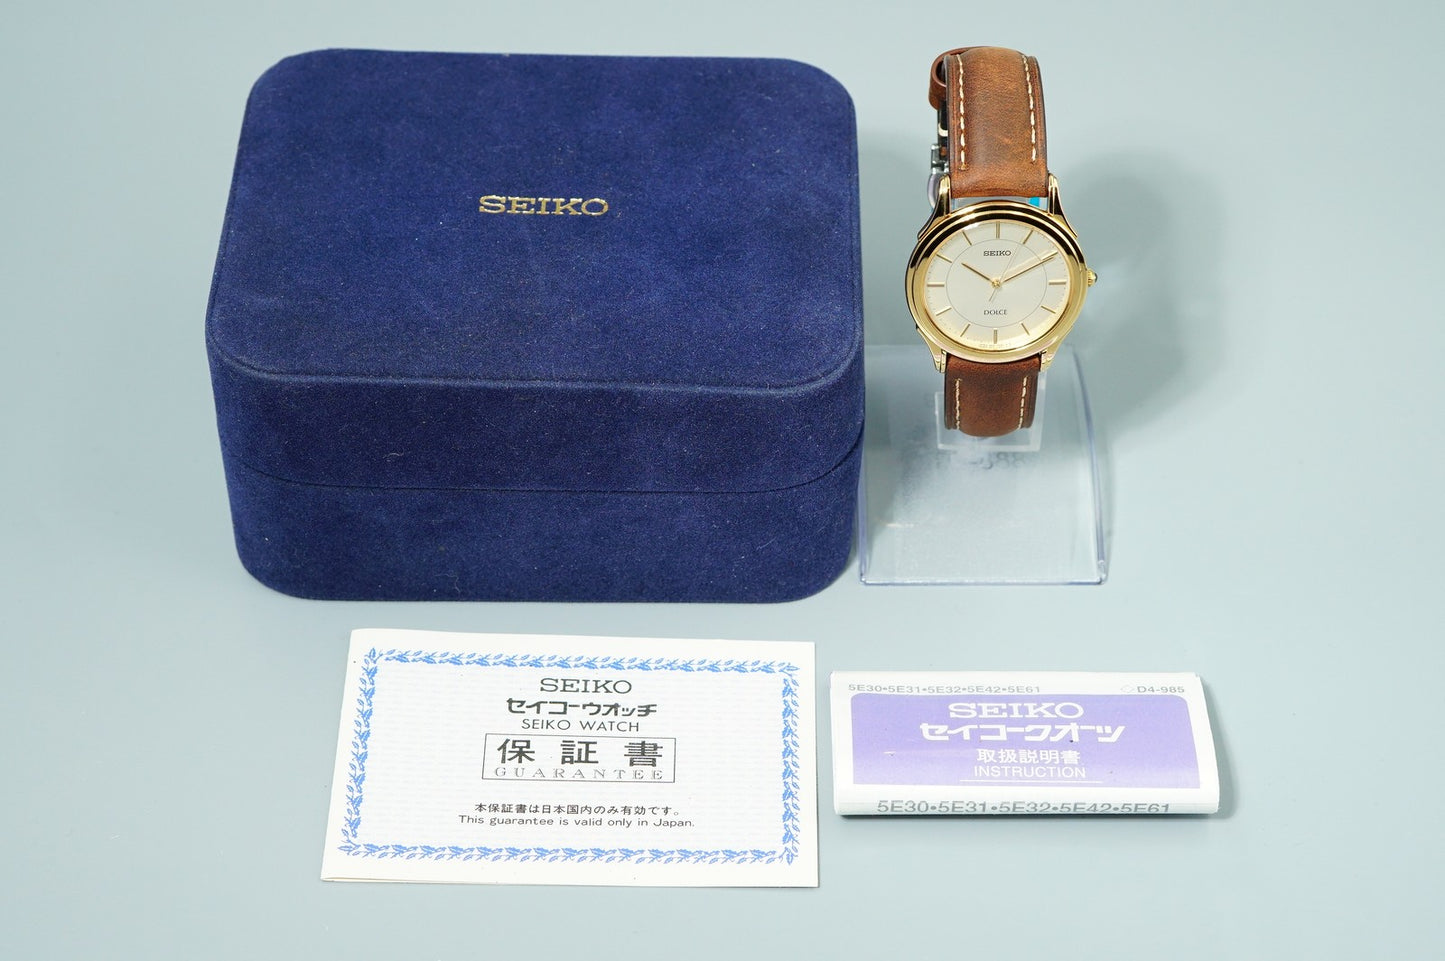 SEIKO
SEIKO
DOLCE
SEIKO
セイコーウオッチ
SEIKO WATCH
保証書
GUARANTEE
本保証書は日本国内のみ有効です。
This guarantee is valid only in Japan.
5E30•5E31•5E32•5E42•5E61 ◇D4-985
SEIKO
セイコークオーツ
取扱説明書
INSTRUCTION
5E30•5E31•5E32•5E42•5E61